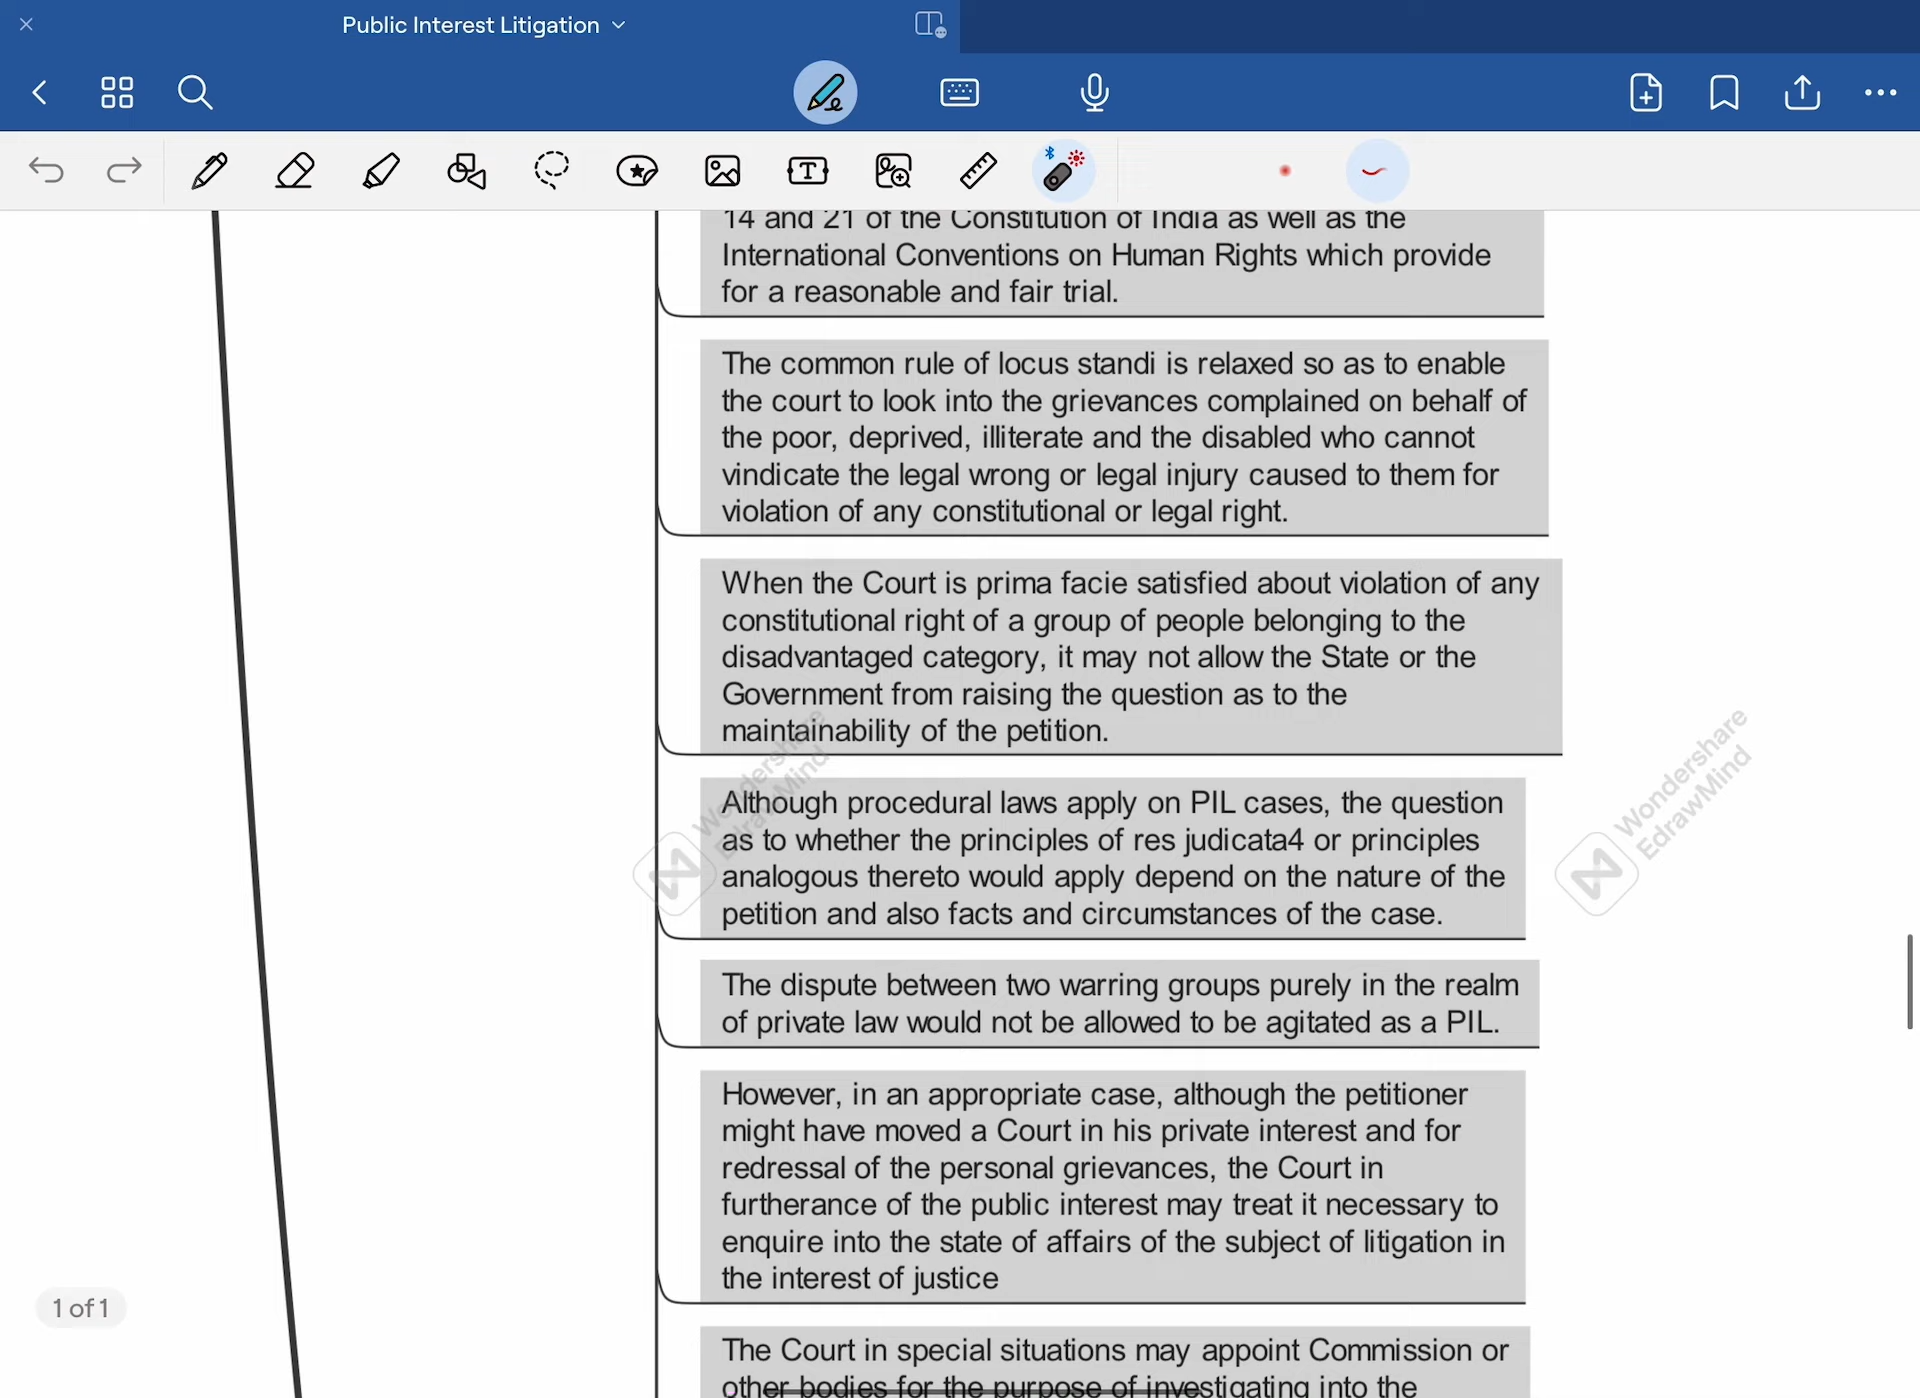 Public Interest Litigation
14 and 21 of the Constitution of India as well as the
International Conventions on Human Rights which provide
for a reasonable and fair trial.
The common rule of locus standi is relaxed so as to enable
the court to look into the grievances complained on behalf of
the poor, deprived, illiterate and the disabled who cannot
vindicate the legal wrong or legal injury caused to them for
violation of any constitutional or legal right.
When the Court is prima facie satisfied about violation of any
constitutional right of a group of people belonging to the
disadvantaged category, it may not allow the State or the
Government from raising the question as to the
maintainability of the petition.
Wondershare
EdrawMind
Wondershare
EdrawMind
Although procedural laws apply on PIL cases, the question
as to whether the principles of res judicata4 or principles
analogous thereto would apply depend on the nature of the
petition and also facts and circumstances of the case.
The dispute between two warring groups purely in the realm
of private law would not be allowed to be agitated as a PIL.
However, in an appropriate case, although the petitioner
might have moved a Court in his private interest and for
redressal of the personal grievances, the Court in
furtherance of the public interest may treat it necessary to
enquire into the state of affairs of the subject of litigation in
the interest of justice
1 of 1
The Court in special situations may appoint Commission or
other bodies for the purpose of investigating into the